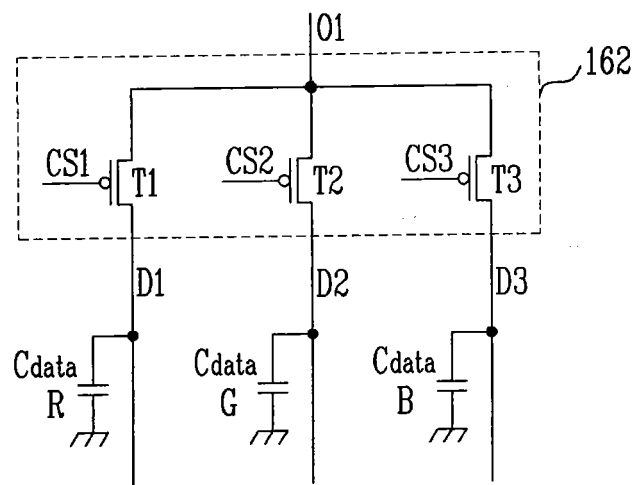 O1
162
CS1 T1 CS2 T2 CS3 T3
D1 D2 D3
Cdata Cdata Cdata
R G B